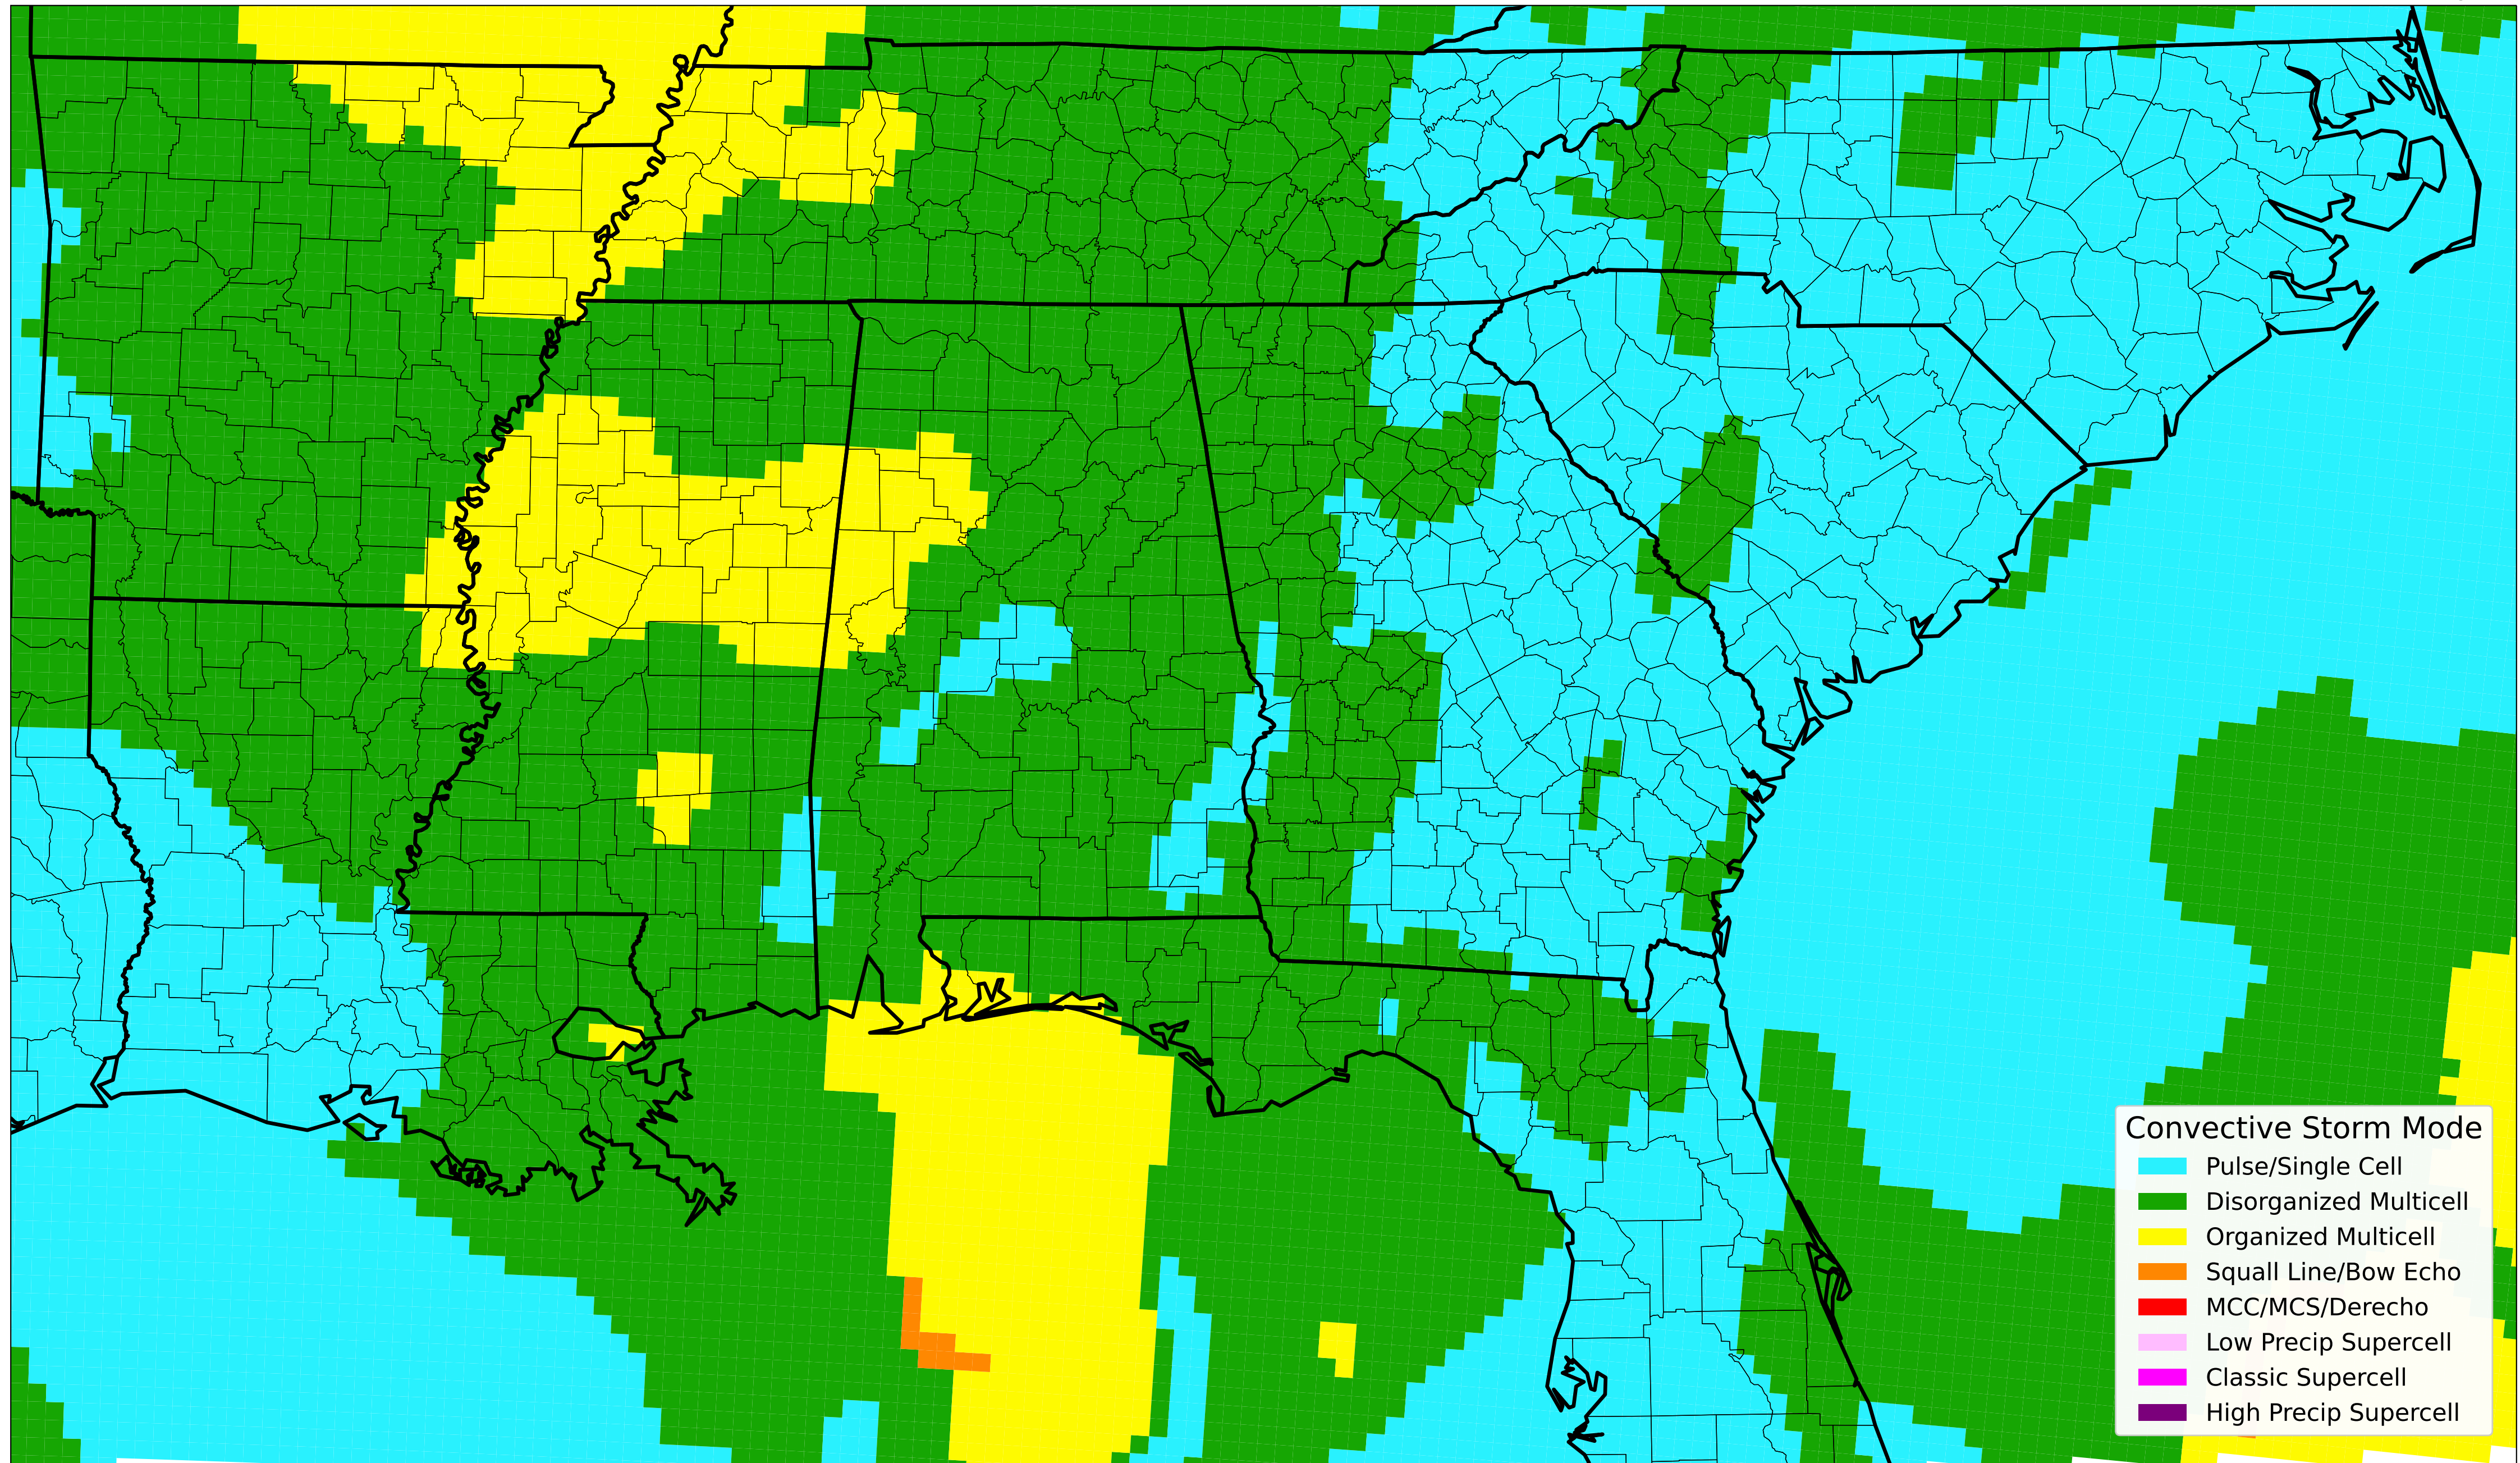 Convective Storm Mode
Pulse/Single Cell
Disorganized Multicell
Organized Multicell
Squall Line/Bow Echo
MCC/MCS/Derecho
Low Precip Supercell
Classic Supercell
High Precip Supercell